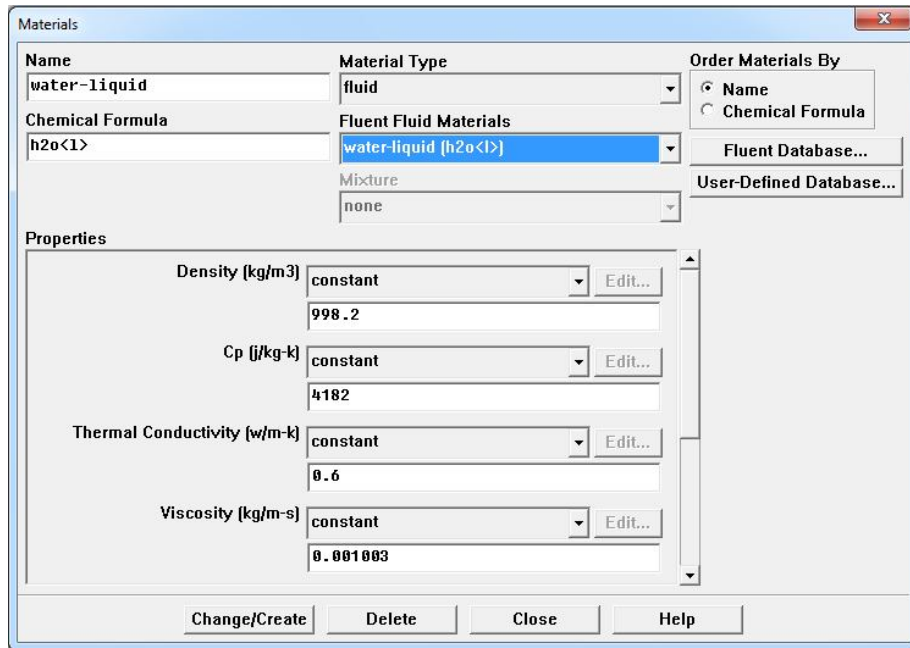 Materials
Name
water-liquid
Material Type
fluid
Order Materials By
Name
Chemical Formula
Chemical Formula
h2o<l>
Fluent Fluid Materials
water-liquid (h2o<l>)
Fluent Database...
User-Defined Database...
Mixture
none
Properties
Density (kg/m3) constant Edit...
998.2
Cp (j/kg-k) constant Edit...
4182
Thermal Conductivity (w/m-k) constant Edit...
0.6
Viscosity (kg/m-s) constant Edit...
0.001003
Change/Create Delete Close Help